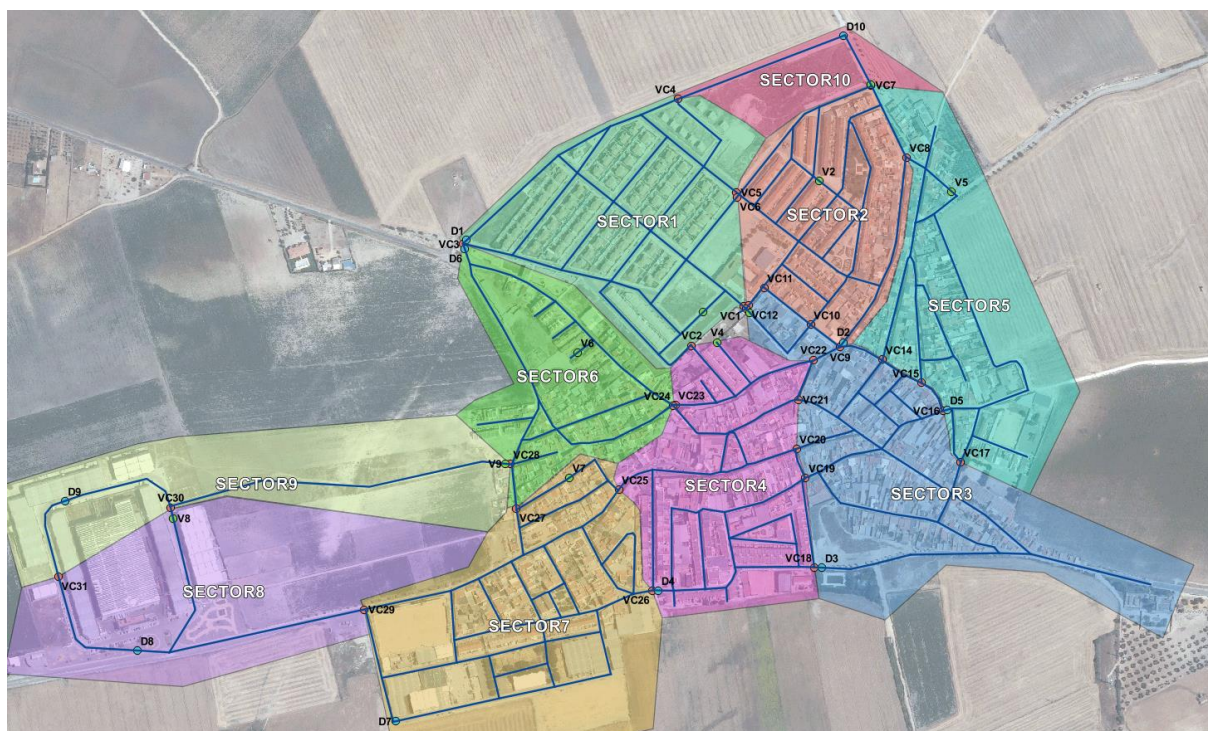 D10
SECTOR10
VC7
VC4
VC8
V2
V5
VC5
VC6
SECTOR2
SECTOR1
D1
VC3
D6
VC11
SECTOR5
VC1
VC12
VC10
D2
VC2
V4
VC9
VC22
VC14
V6
SECTOR6
VC15
VC24
VC23
VC21
VC16
D5
VC20
V9
VC28
V7
VC17
VC25
SECTOR4
VC19
SECTOR9
SECTOR3
D9
VC30
V8
VC27
VC18
D3
VC31
SECTOR8
VC26
D4
VC29
SECTOR7
D8
D7